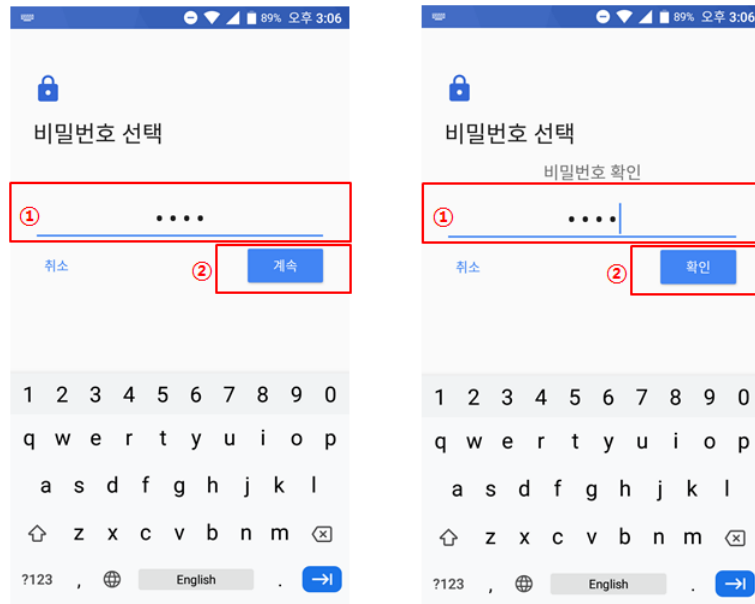 89% 오후 3:06
비밀번호 선택
①
••••
취소
②
계속
1 2 3 4 5 6 7 8 9 0
q w e r t y u i o p
a s d f g h j k l
z x c v b n m
?123 , English .
89% 오후 3:06
비밀번호 선택
비밀번호 확인
①
••••
취소
②
확인
1 2 3 4 5 6 7 8 9 0
q w e r t y u i o p
a s d f g h j k l
z x c v b n m
?123 , English .